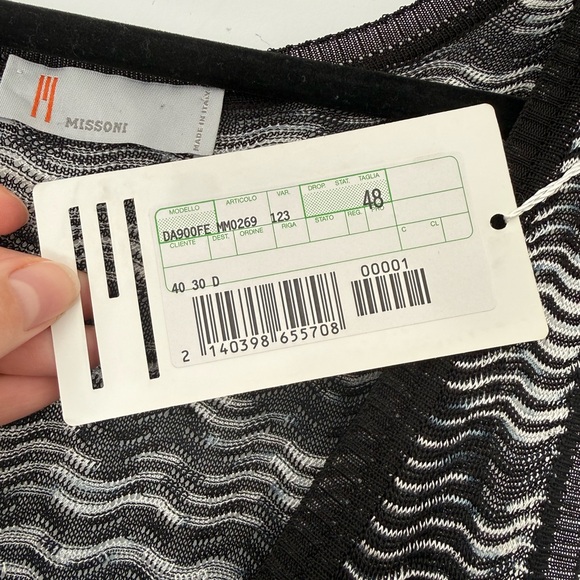 MISSONI
MADE IN ITALY
MODELLO ARTICOLO VAR. DROP. STAT. TAGLIA
DA900FE MM0269 123 48
CLIENTE DEST. ORDINE RIGA STATO REG. C CL
40 30 D
00001
2 140398 655708